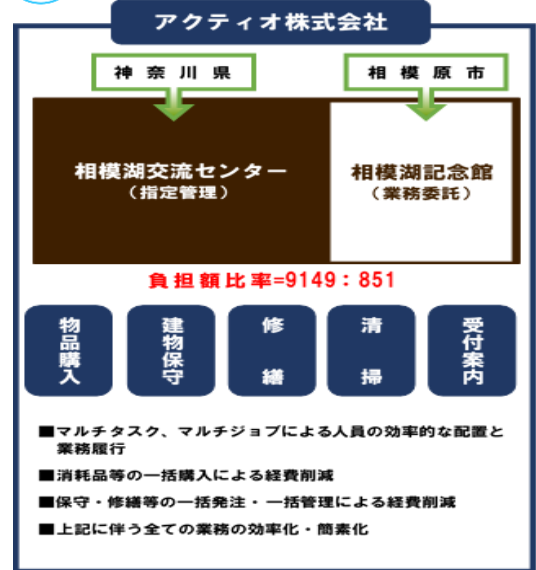 アクティオ株式会社
神奈川県
相模原市
相模湖交流センター
（指定管理）
相模湖記念館
（業務委託）
負担額比率=9149：851
物品購入
建物保守
修繕
清掃
受付案内
■マルチタスク、マルチジョブによる人員の効率的な配置と
業務履行
■消耗品等の一括購入による経費削減
■保守・修繕等の一括発注・一括管理による経費削減
■上記に伴う全ての業務の効率化・簡素化